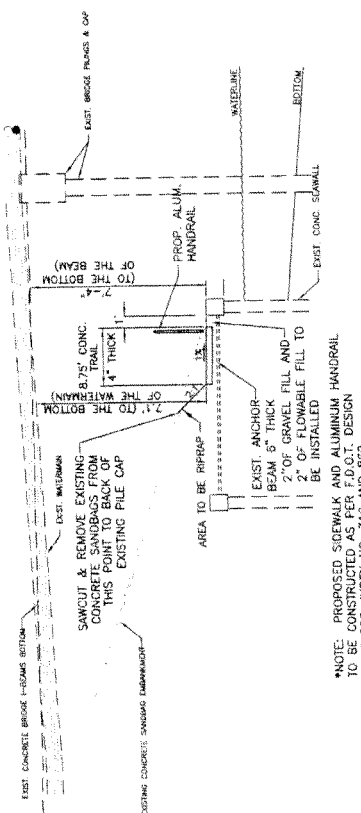 EXIST. CONCRETE BRIDGE I-BEAMS BOTTOM
EXIST. WATERMAIN
SAWCUT & REMOVE EXISTING
CONCRETE SANDBAGS FROM
THIS POINT TO BACK OF
EXISTING PILE CAP
EXISTING CONCRETE SANDBAG EMBANKMENT
AREA TO BE RIPRAP
7.1' (TO THE BOTTOM
OF THE WATERMAIN)
8.75' CONC.
TRAIL
4" THICK
1'
1%
2:1
7'-4"
(TO THE BOTTOM
OF THE BEAM)
PROP. ALUM.
HANDRAIL
EXIST. BRIDGE PILINGS & CAP
WATERLINE
BOTTOM
EXIST. CONC. SEAWALL
EXIST. ANCHOR
BEAM 6" THICK
2" OF GRAVEL FILL AND
2" OF FLOWABLE FILL TO
BE INSTALLED
*NOTE: PROPOSED SIDEWALK AND ALUMINUM HANDRAIL
TO BE CONSTRUCTED AS PER F.D.O.T. DESIGN